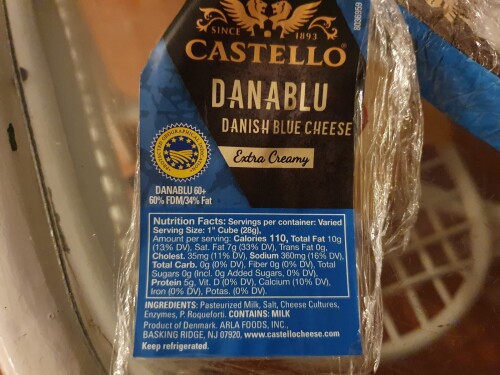 SINCE 1893
CASTELLO®
8036959
DANABLU
DANISH BLUE CHEESE
Extra Creamy
DANABLU 60+
60% FDM/34% Fat
Nutrition Facts: Servings per container: Varied
Serving Size: 1" Cube (28g),
Amount per serving: Calories 110, Total Fat 10g
(13% DV), Sat. Fat 7g (33% DV), Trans Fat 0g,
Cholest. 35mg (11% DV), Sodium 360mg (16% DV),
Total Carb. 0g (0% DV), Fiber 0g (0% DV), Total
Sugars 0g (Incl. 0g Added Sugars, 0% DV),
Protein 5g, Vit. D (0% DV), Calcium (10% DV),
Iron (0% DV), Potas. (0% DV).
INGREDIENTS: Pasteurized Milk, Salt, Cheese Cultures,
Enzymes, P. Roqueforti. CONTAINS: MILK
Product of Denmark. ARLA FOODS, INC.,
BASKING RIDGE, NJ 07920, www.castellocheese.com
Keep refrigerated.